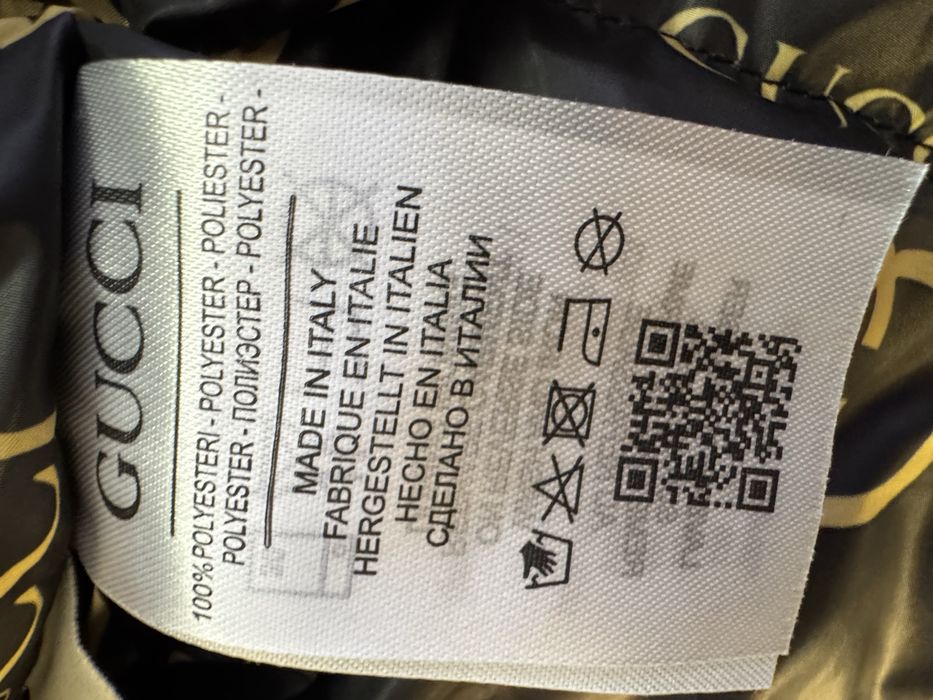 GUCCI
100% POLYESTERI - POLYESTER - POLIESTER -
POLYESTER - ПОЛИЭСТЕР - POLYESTER -
MADE IN ITALY
FABRIQUE EN ITALIE
HERGESTELLT IN ITALIEN
HECHO EN ITALIA
СДЕЛАНО В ИТАЛИИ